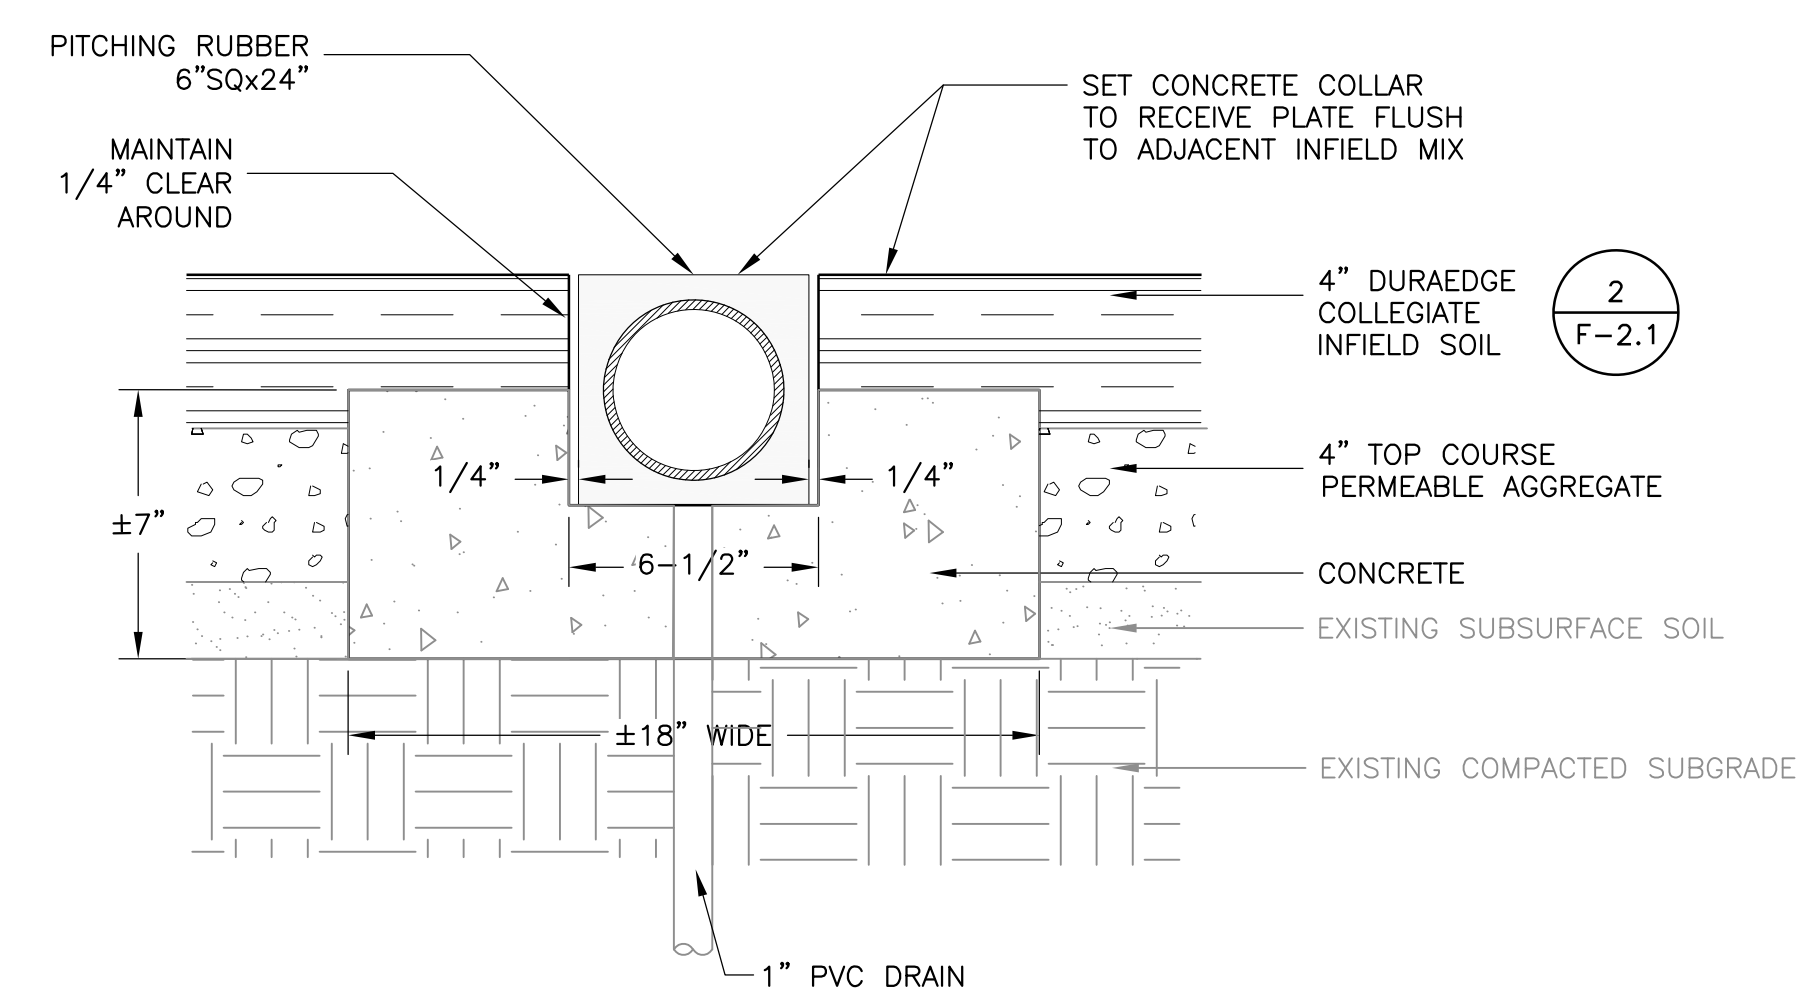 PITCHING RUBBER
6"SQx24"
SET CONCRETE COLLAR
TO RECEIVE PLATE FLUSH
TO ADJACENT INFIELD MIX
MAINTAIN
1/4" CLEAR
AROUND
4" DURAEDGE
COLLEGIATE
INFIELD SOIL
2
F-2.1
4" TOP COURSE
PERMEABLE AGGREGATE
1/4"
1/4"
±7"
6-1/2"
CONCRETE
EXISTING SUBSURFACE SOIL
±18" WIDE
EXISTING COMPACTED SUBGRADE
1" PVC DRAIN